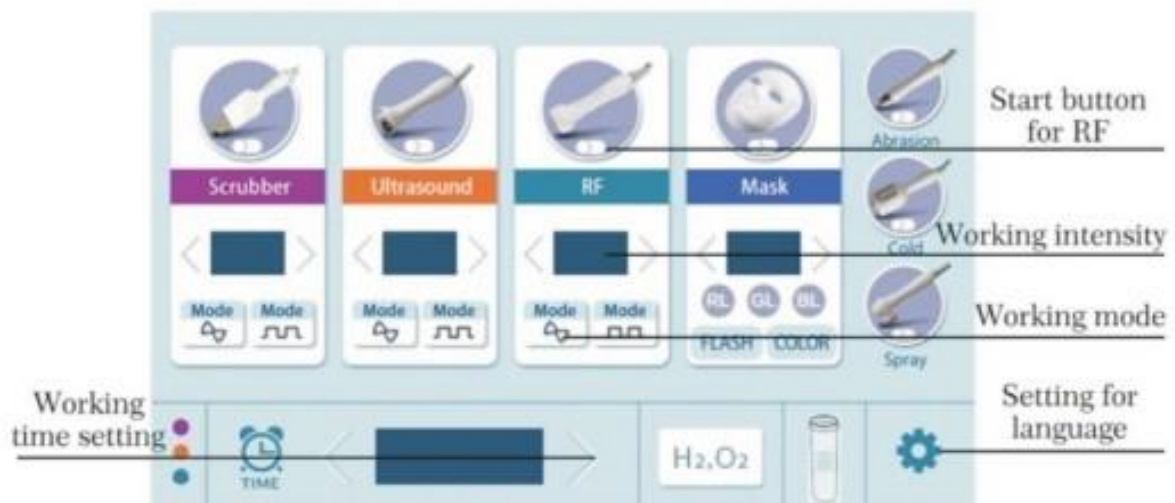 Scrubber
Ultrasound
RF
Mask
Abrasion
Start button
for RF
Cold
Working intensity
Mode Mode
Mode Mode
Mode Mode
RL GL BL
FLASH COLOR
Working mode
Spray
Working
time setting
TIME
H2,O2
Setting for
language